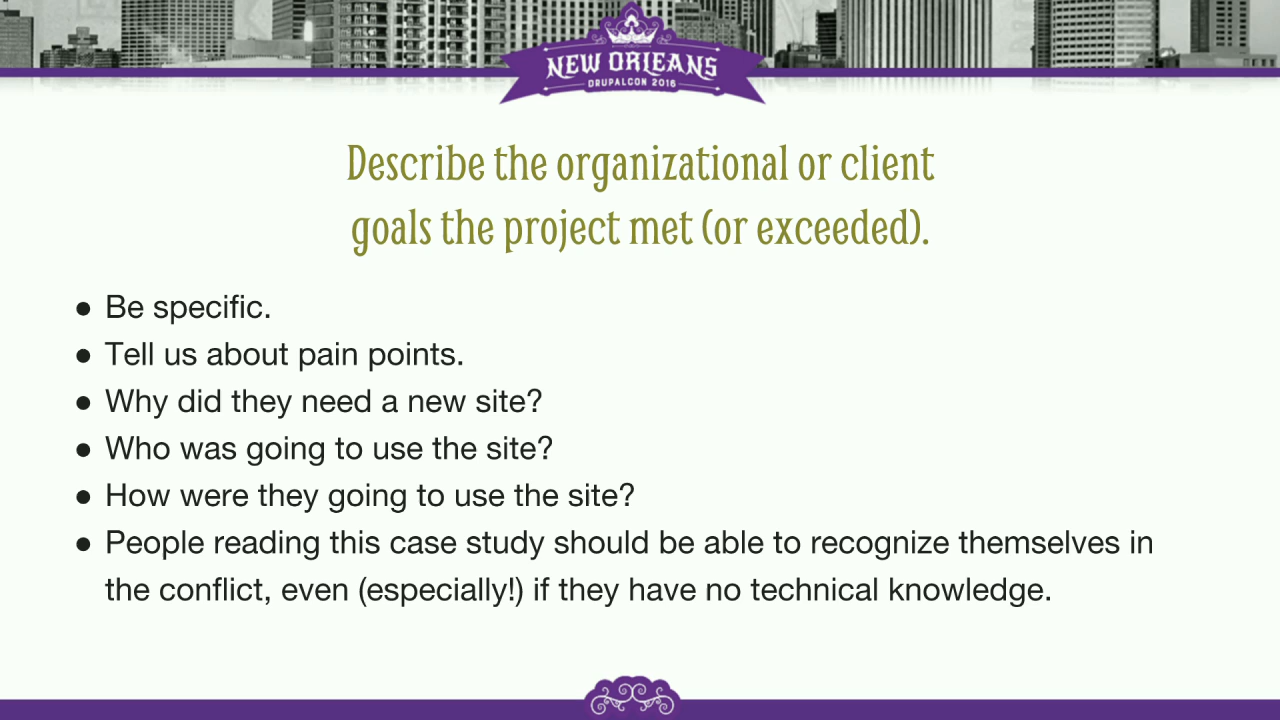 NEW ORLEANS
DRUPALCON 2016
Describe the organizational or client
goals the project met (or exceeded).
● Be specific.
● Tell us about pain points.
● Why did they need a new site?
● Who was going to use the site?
● How were they going to use the site?
● People reading this case study should be able to recognize themselves in
the conflict, even (especially!) if they have no technical knowledge.